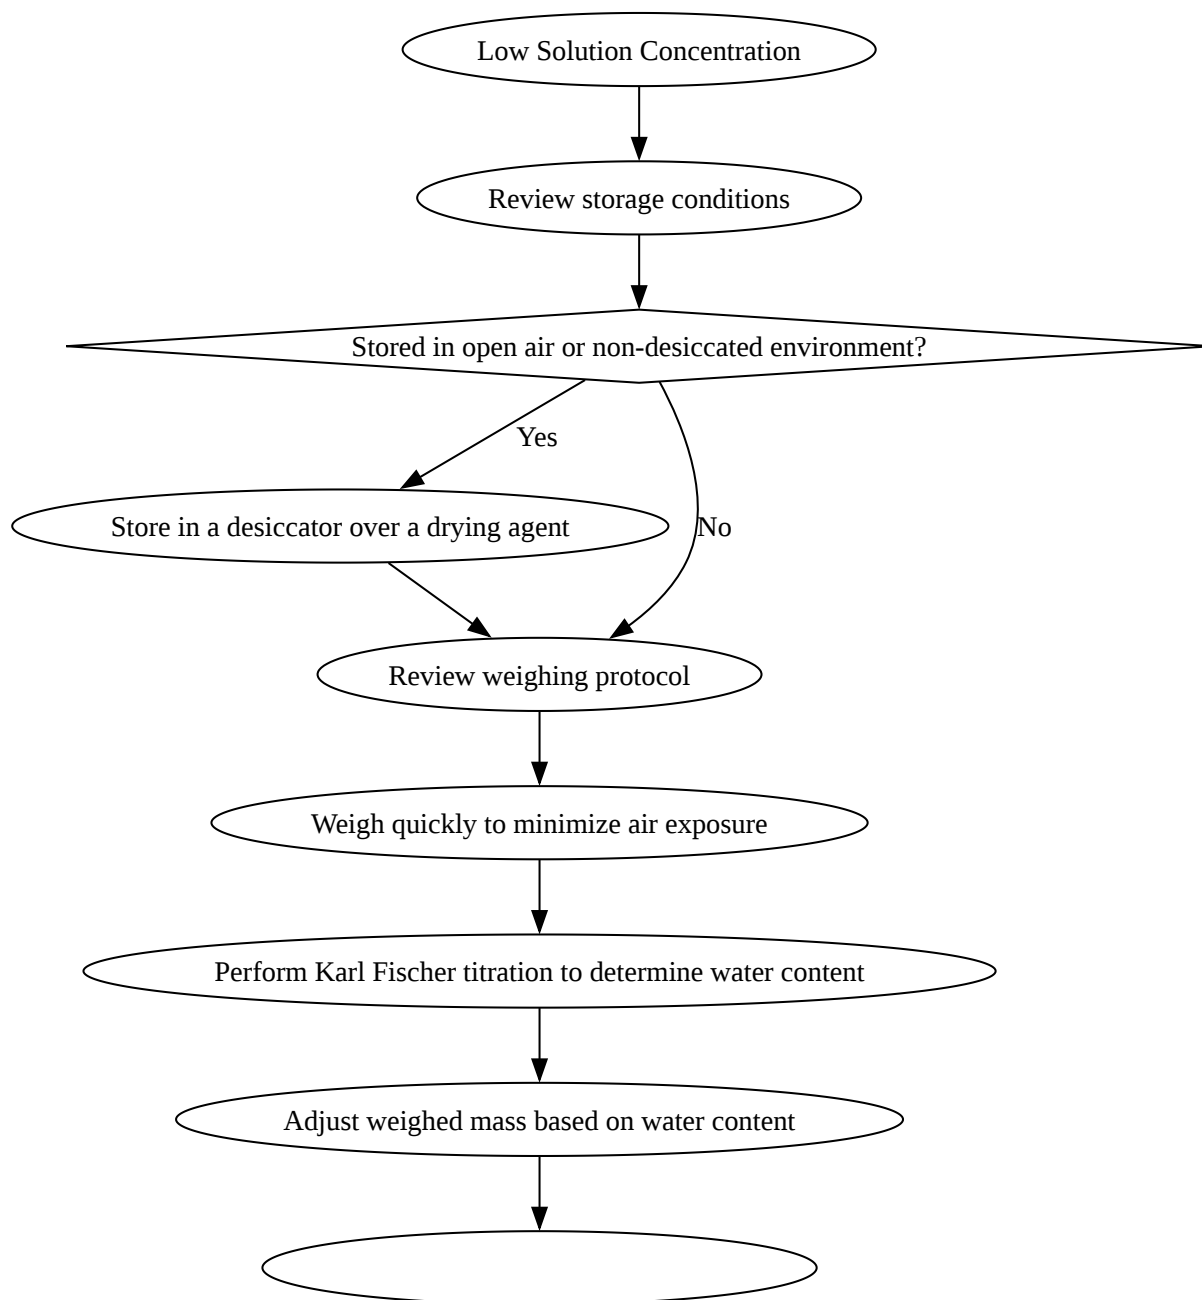 Low Solution Concentration
Review storage conditions
Stored in open air or non-desiccated environment?
Yes
Store in a desiccator over a drying agent
No
Review weighing protocol
Weigh quickly to minimize air exposure
Perform Karl Fischer titration to determine water content
Adjust weighed mass based on water content